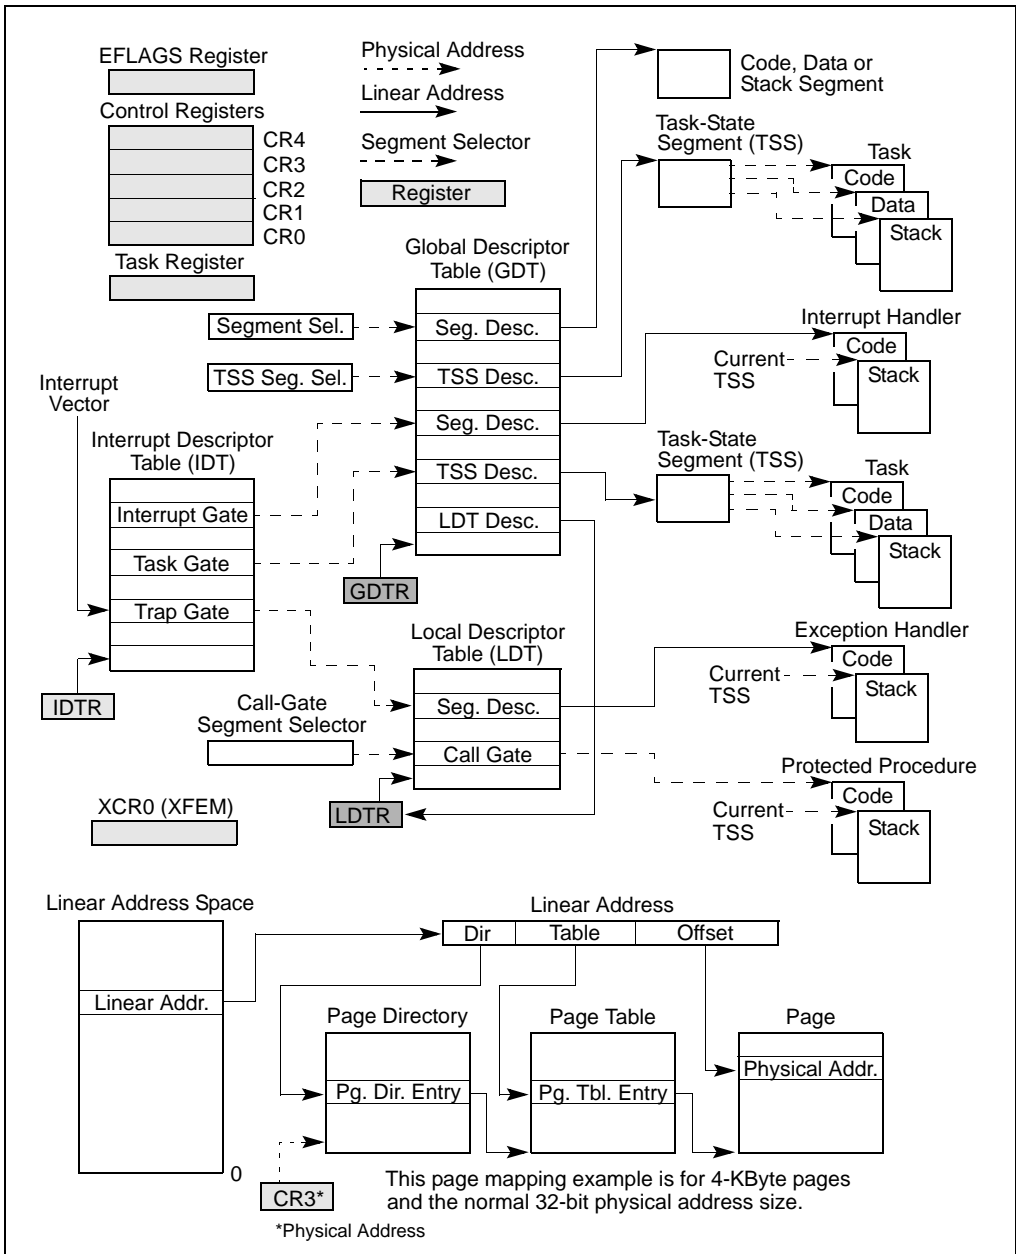 EFLAGS Register
Control Registers
CR4
CR3
CR2
CR1
CR0
Task Register
Physical Address
Linear Address
Segment Selector
Register
Code, Data or
Stack Segment
Task-State
Segment (TSS)
Task
Code
Data
Stack
Global Descriptor
Table (GDT)
Segment Sel.
Seg. Desc.
TSS Seg. Sel.
TSS Desc.
Seg. Desc.
TSS Desc.
LDT Desc.
GDTR
Interrupt Handler
Code
Current
TSS
Stack
Interrupt
Vector
Interrupt Descriptor
Table (IDT)
Interrupt Gate
Task Gate
Trap Gate
IDTR
Task-State
Segment (TSS)
Task
Code
Data
Stack
Local Descriptor
Table (LDT)
Seg. Desc.
Call Gate
LDTR
Call-Gate
Segment Selector
Exception Handler
Code
Current
TSS
Stack
Protected Procedure
Code
Current
TSS
Stack
XCR0 (XFEM)
Linear Address Space
Linear Addr.
0
Linear Address
Dir
Table
Offset
Page Directory
Pg. Dir. Entry
Page Table
Pg. Tbl. Entry
Page
Physical Addr.
CR3*
*Physical Address
This page mapping example is for 4-KByte pages
and the normal 32-bit physical address size.